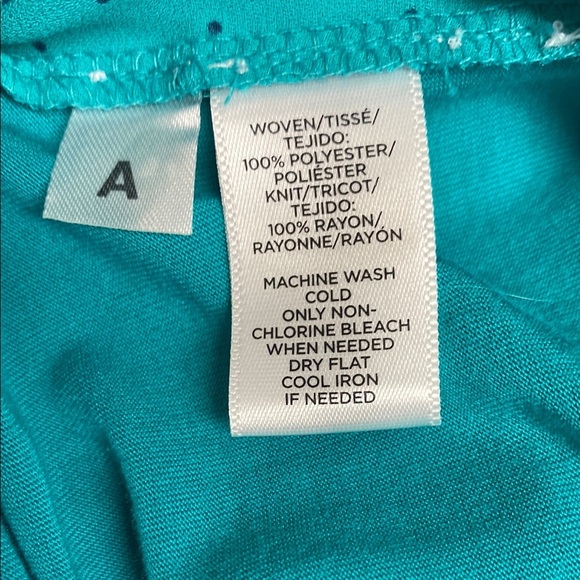 A
WOVEN/TISSÉ/
TEJIDO:
100% POLYESTER/
POLIÉSTER
KNIT/TRICOT/
TEJIDO:
100% RAYON/
RAYONNE/RAYÓN
MACHINE WASH
COLD
ONLY NON-
CHLORINE BLEACH
WHEN NEEDED
DRY FLAT
COOL IRON
IF NEEDED